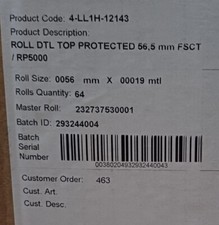 Product Code: 4-LL1H-12143
Product Description:
ROLL DTL TOP PROTECTED 56,5 mm FSCT
/ RP5000
Roll Size: 0056 mm X 00019 mtl
Rolls Quantity: 64
Master Roll: 232737530001
Batch ID: 293244004
Batch
Serial
Number
00380204932932440043
Customer Order: 463
Cust. Art.
Cust. Desc.